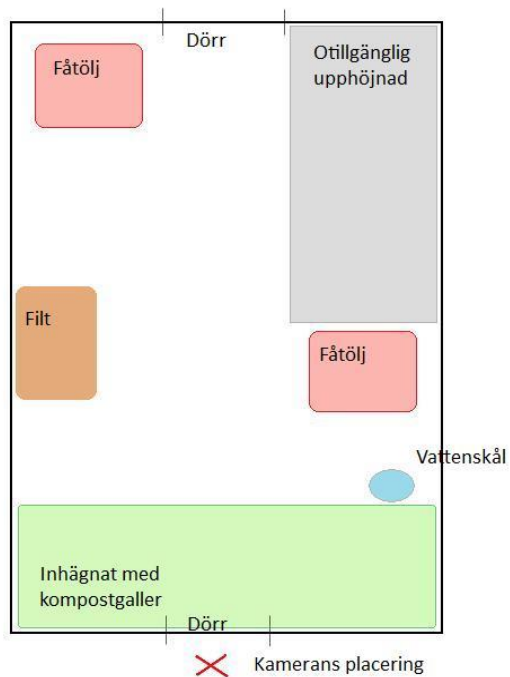 Dörr
Otillgänglig
upphöjnad
Fåtölj
Filt
Fåtölj
Vattenskål
Inhägnat med
kompostgaller
Dörr
Kamerans placering